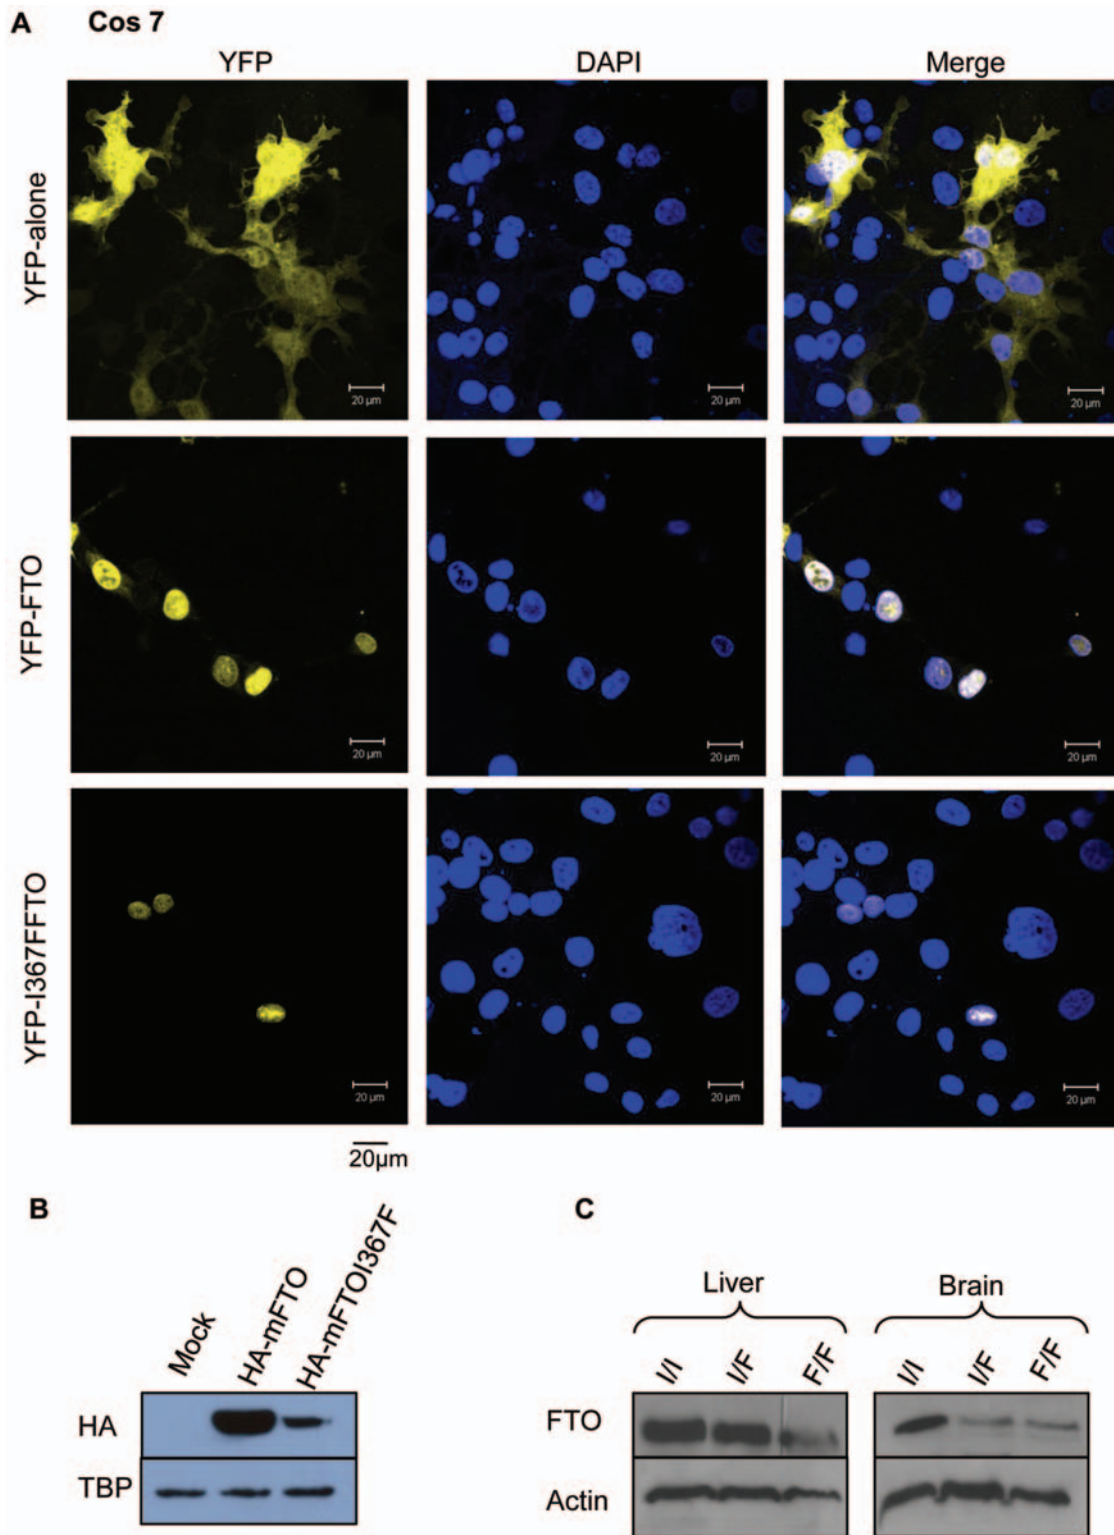 A Cos 7
YFP DAPI Merge
YFP-alone
20 µm 20 µm 20 µm
YFP-FTO
20 µm 20 µm 20 µm
YFP-I367FFTO
20 µm 20 µm 20 µm
20µm
B
Mock HA-mFTO HA-mFTOI367F
HA
TBP
C
Liver Brain
I/I I/F F/F I/I I/F F/F
FTO
Actin